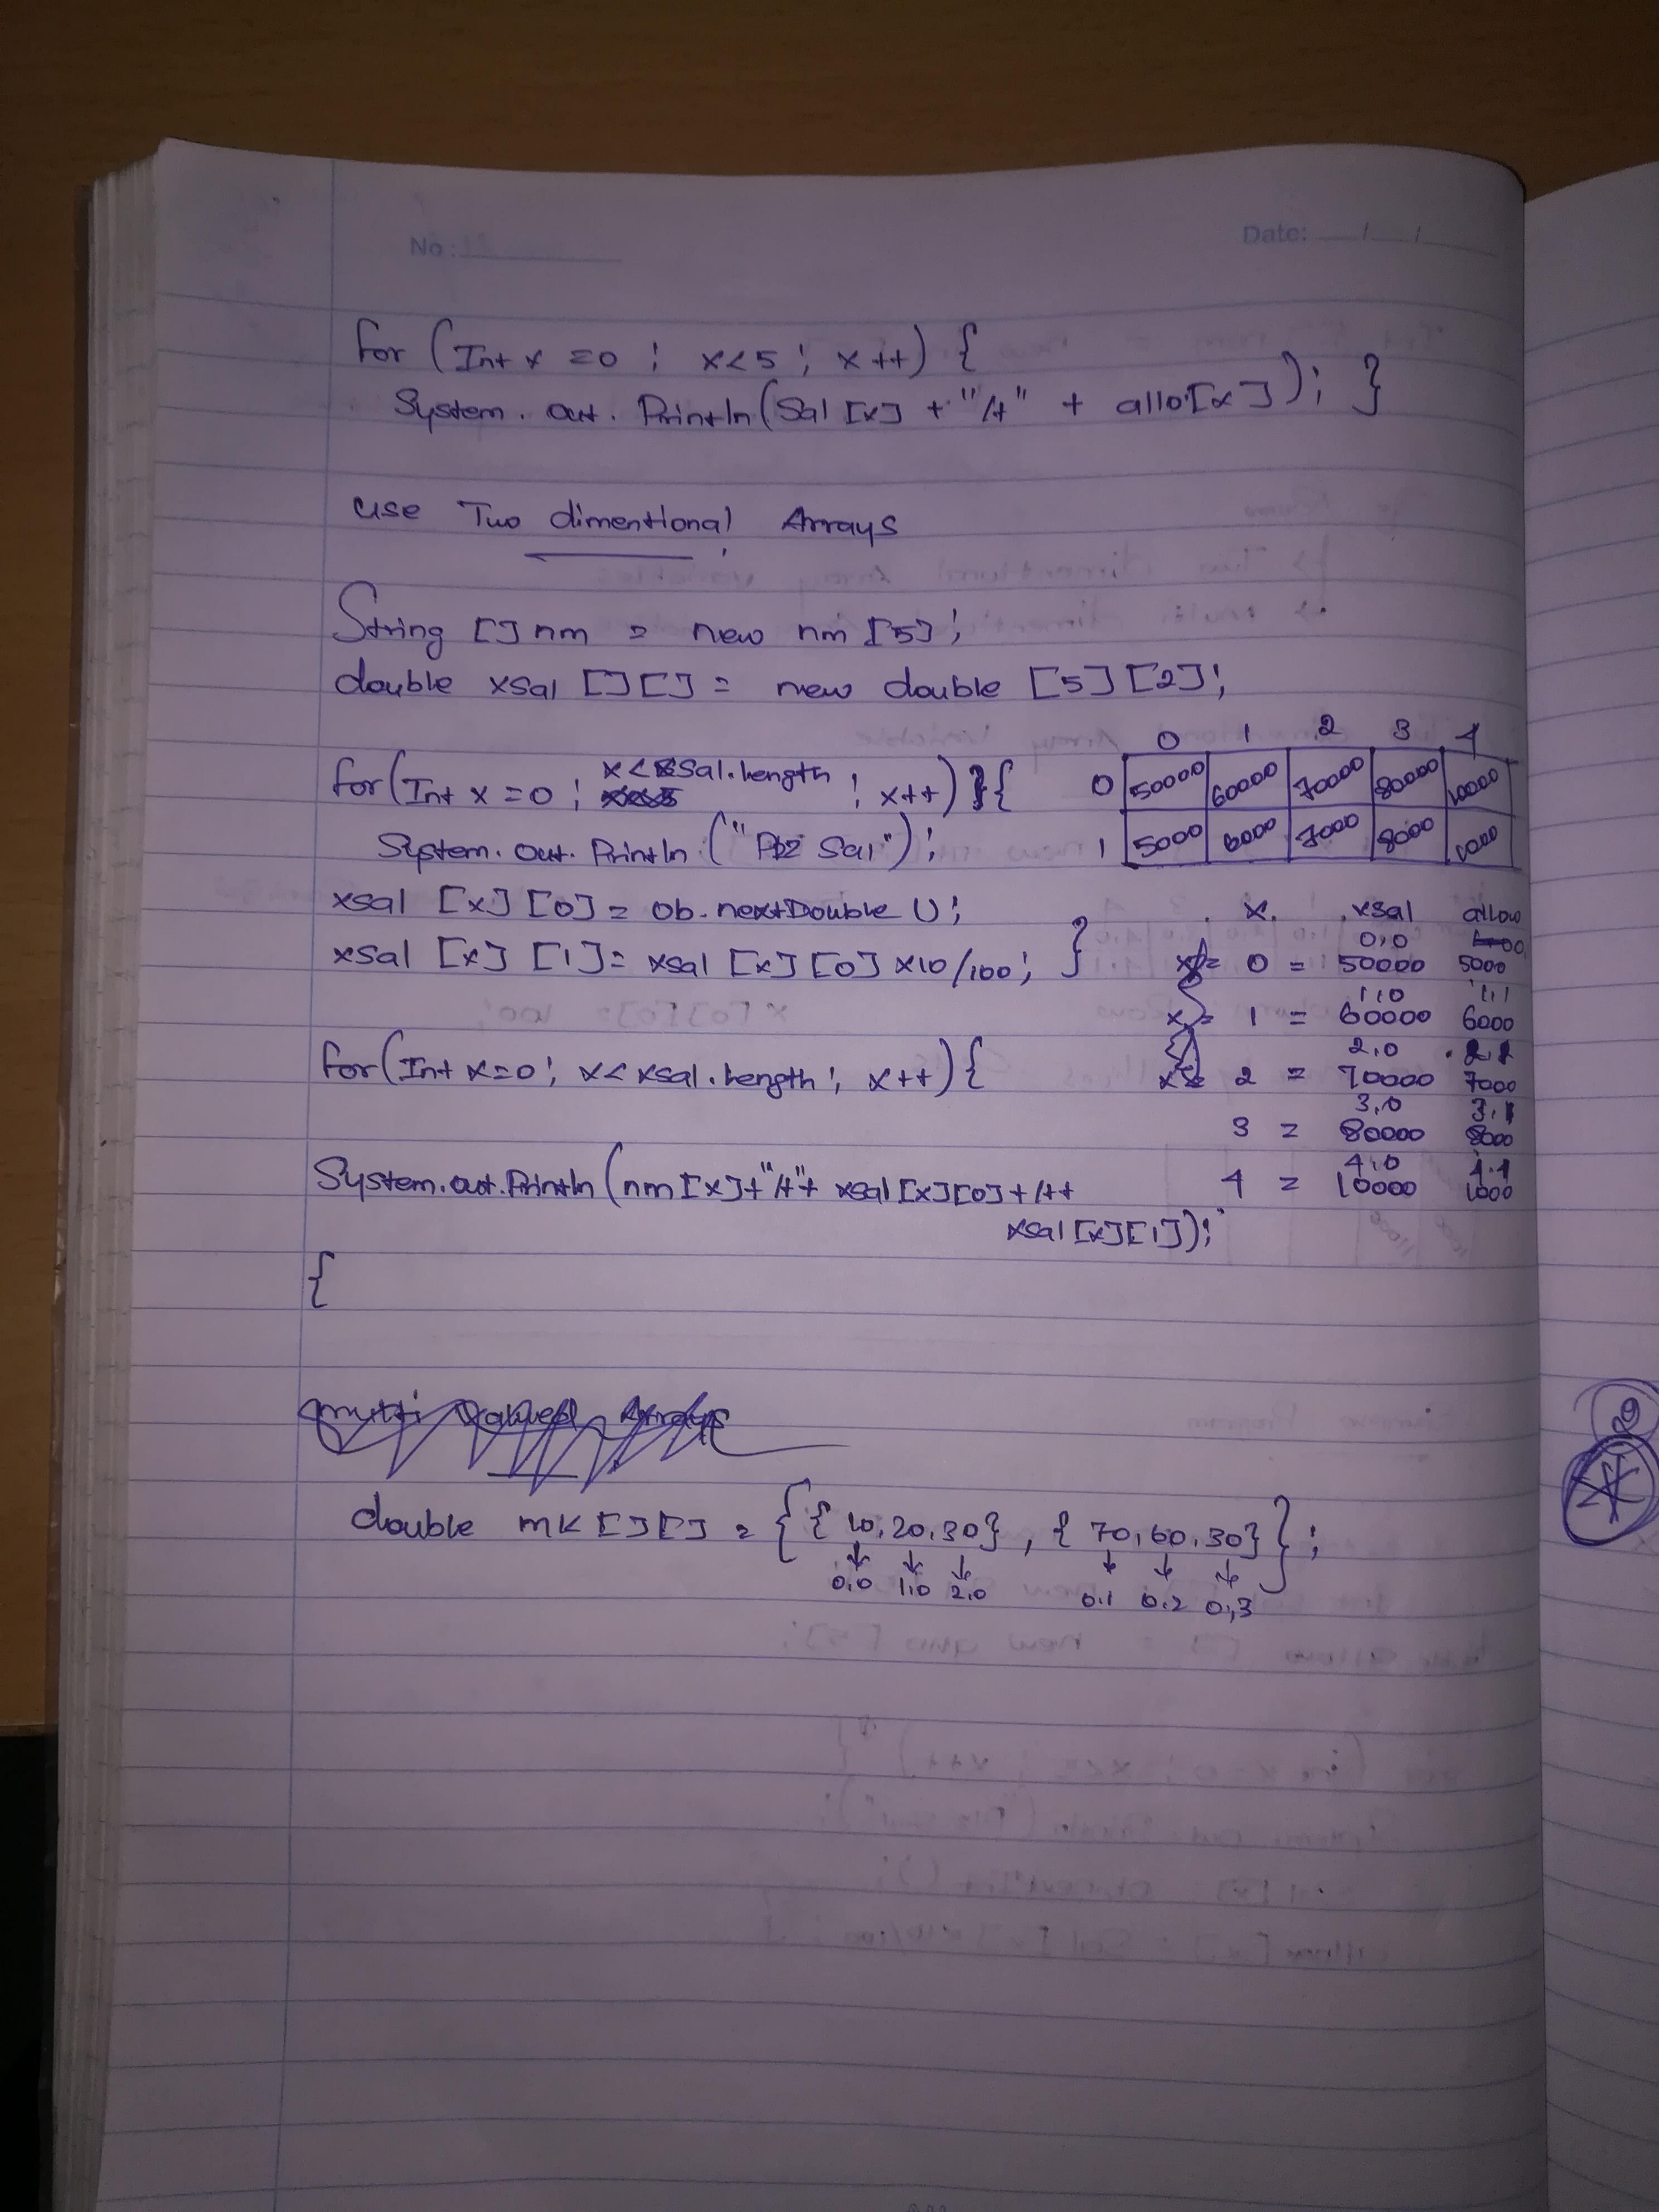 No:
Date: / /
for (Int x = 0 ; x<5 ; x ++) {
System. out. Println(Sal [x] + "/t" + allo[x]); }
use Two dimentional Arrays
String [] nm = new nm [5];
double xsal [][] = new double [5][2];
for(Int x = 0 ; x<xSal.length ; x++) {
System. out. Println ("Plz Sal");
xsal [x][0] = ob.nextDouble ();
xsal [x] [1] = xsal [x][0] x10/100; }
0 1 2 3 4
0 50000 60000 70000 80000 10000
1 5000 6000 7000 8000 1000
x xsal allow
0,0
x = 0 = 50000 5000
1,0 1,1
x = 1 = 60000 6000
2,0 2,1
x = 2 = 70000 7000
3,0 3,1
3 = 80000 8000
4,0 4,1
4 = 10000 1000
for(Int x=0; x< xsal.length; x++){
System.out.Println (nm [x]+"/t"+ xsal [x][0]+/t+
xsal [x][1]);
{
double mk [][] = {{10,20,30}, {70,60,30}};
0,0 1,0 2,0 0,1 0,2 0,3